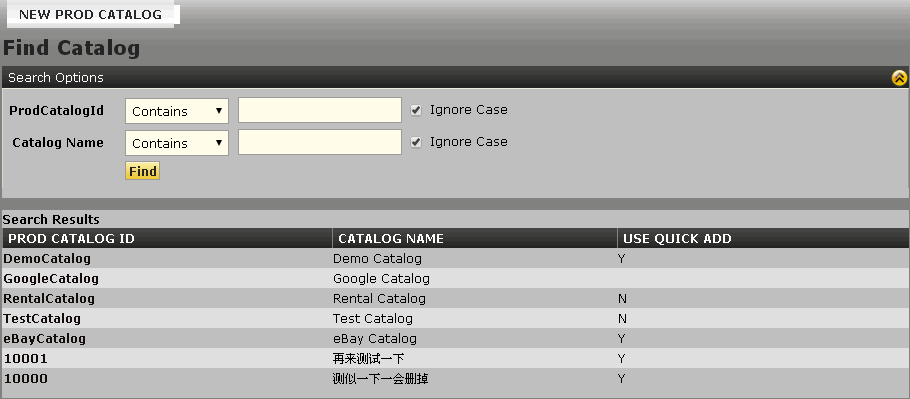 NEW PROD CATALOG
Find Catalog
Search Options
ProdCatalogId Contains Ignore Case
Catalog Name Contains Ignore Case
Find
Search Results
PROD CATALOG ID CATALOG NAME USE QUICK ADD
DemoCatalog Demo Catalog Y
GoogleCatalog Google Catalog
RentalCatalog Rental Catalog N
TestCatalog Test Catalog N
eBayCatalog eBay Catalog Y
10001 再来测试一下 Y
10000 测似一下一会删掉 Y